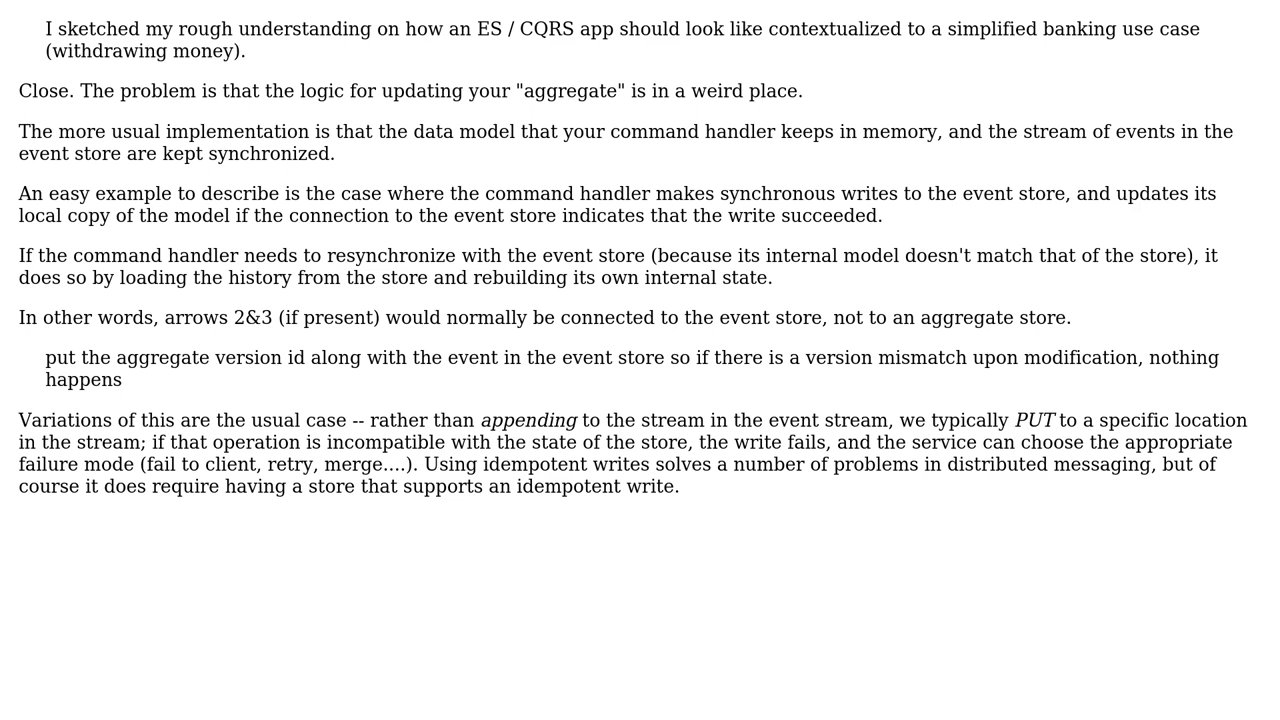 I sketched my rough understanding on how an ES / CQRS app should look like contextualized to a simplified banking use case
(withdrawing money).
Close. The problem is that the logic for updating your "aggregate" is in a weird place.
The more usual implementation is that the data model that your command handler keeps in memory, and the stream of events in the
event store are kept synchronized.
An easy example to describe is the case where the command handler makes synchronous writes to the event store, and updates its
local copy of the model if the connection to the event store indicates that the write succeeded.
If the command handler needs to resynchronize with the event store (because its internal model doesn't match that of the store), it
does so by loading the history from the store and rebuilding its own internal state.
In other words, arrows 2&3 (if present) would normally be connected to the event store, not to an aggregate store.
put the aggregate version id along with the event in the event store so if there is a version mismatch upon modification, nothing
happens
Variations of this are the usual case -- rather than appending to the stream in the event stream, we typically PUT to a specific location
in the stream; if that operation is incompatible with the state of the store, the write fails, and the service can choose the appropriate
failure mode (fail to client, retry, merge....). Using idempotent writes solves a number of problems in distributed messaging, but of
course it does require having a store that supports an idempotent write.